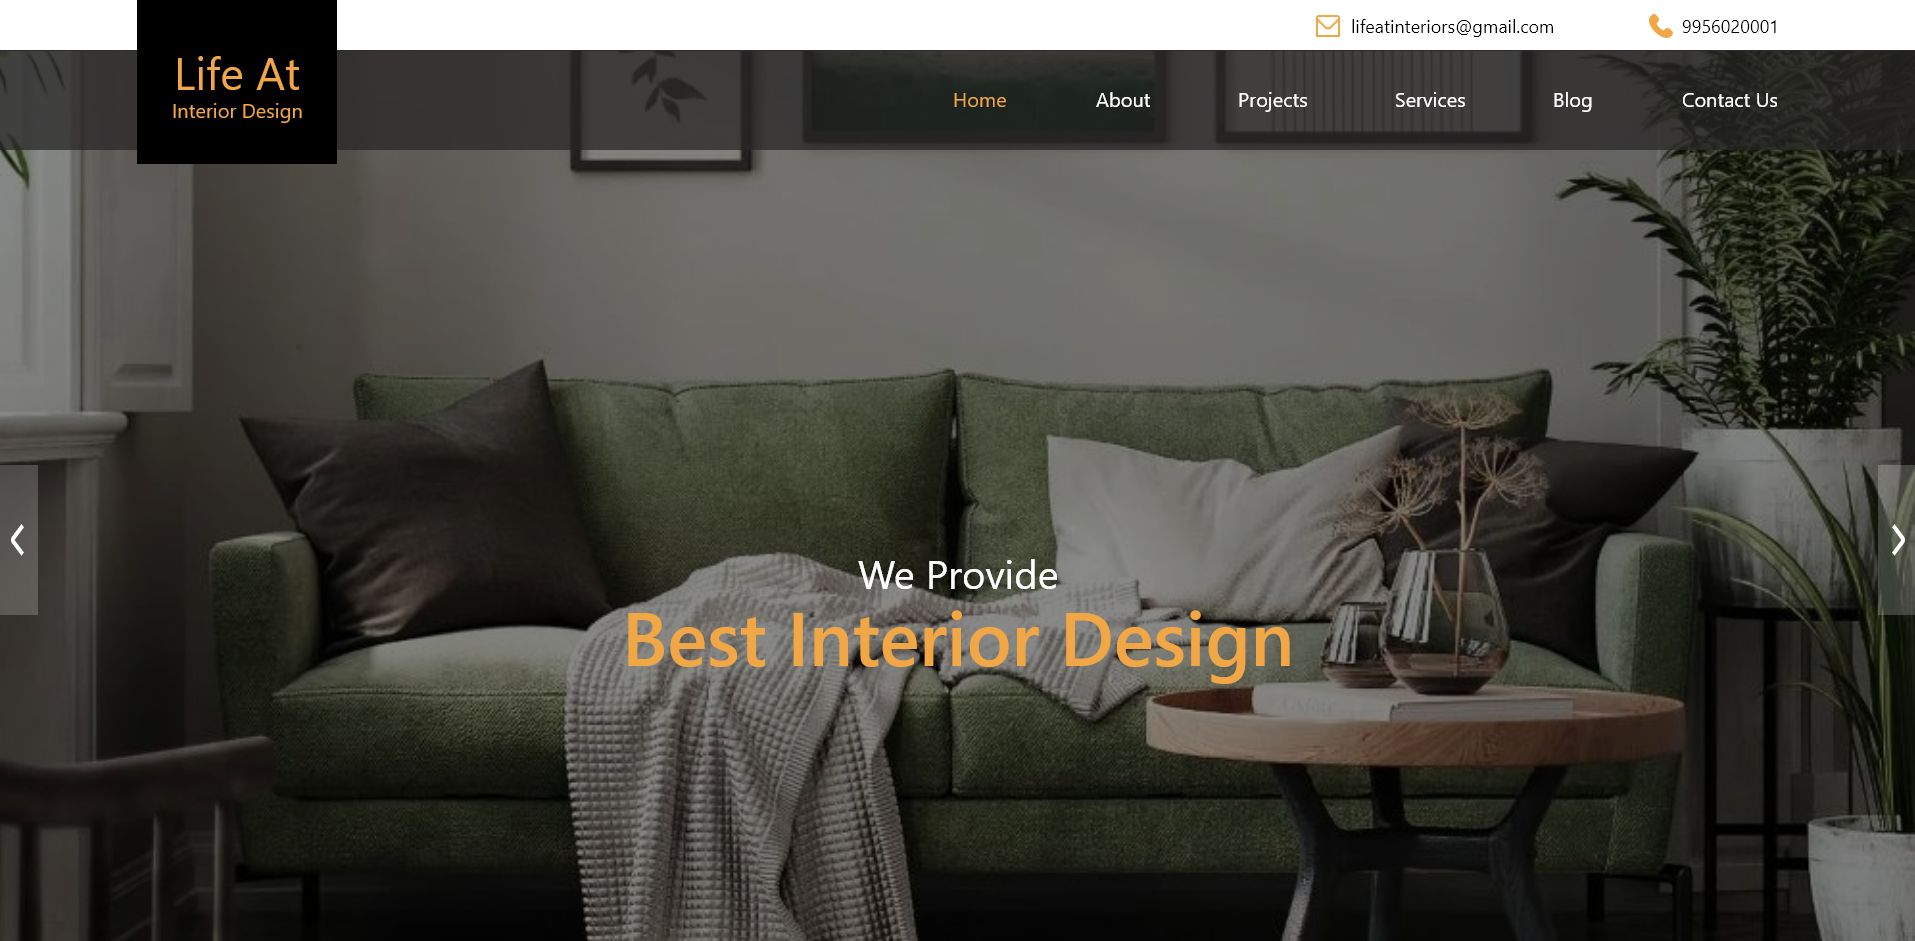 lifeatinteriors@gmail.com
9956020001
Life At
Interior Design
Home
About
Projects
Services
Blog
Contact Us
We Provide
Best Interior Design